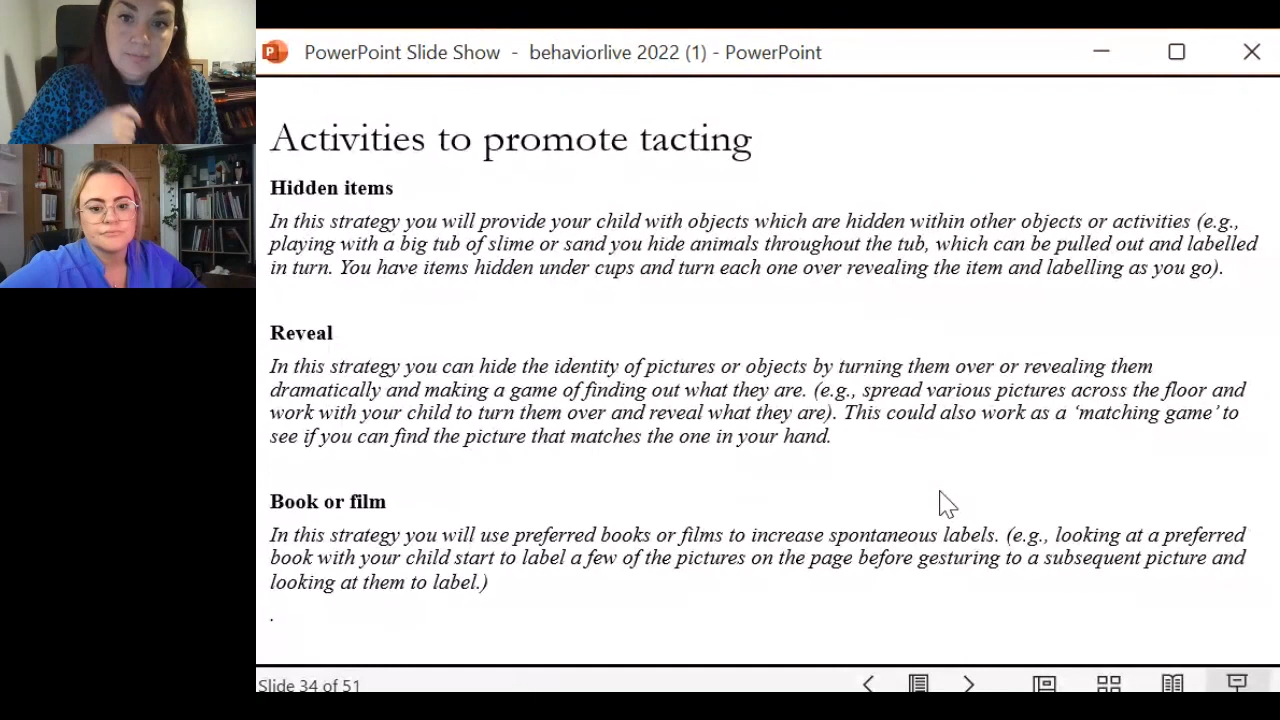 PowerPoint Slide Show - behaviorlive 2022 (1) - PowerPoint
Activities to promote tacting
Hidden items
In this strategy you will provide your child with objects which are hidden within other objects or activities (e.g.,
playing with a big tub of slime or sand you hide animals throughout the tub, which can be pulled out and labelled
in turn. You have items hidden under cups and turn each one over revealing the item and labelling as you go).
Reveal
In this strategy you can hide the identity of pictures or objects by turning them over or revealing them
dramatically and making a game of finding out what they are. (e.g., spread various pictures across the floor and
work with your child to turn them over and reveal what they are). This could also work as a ‘matching game’ to
see if you can find the picture that matches the one in your hand.
Book or film
In this strategy you will use preferred books or films to increase spontaneous labels. (e.g., looking at a preferred
book with your child start to label a few of the pictures on the page before gesturing to a subsequent picture and
looking at them to label.)
.
Slide 34 of 51